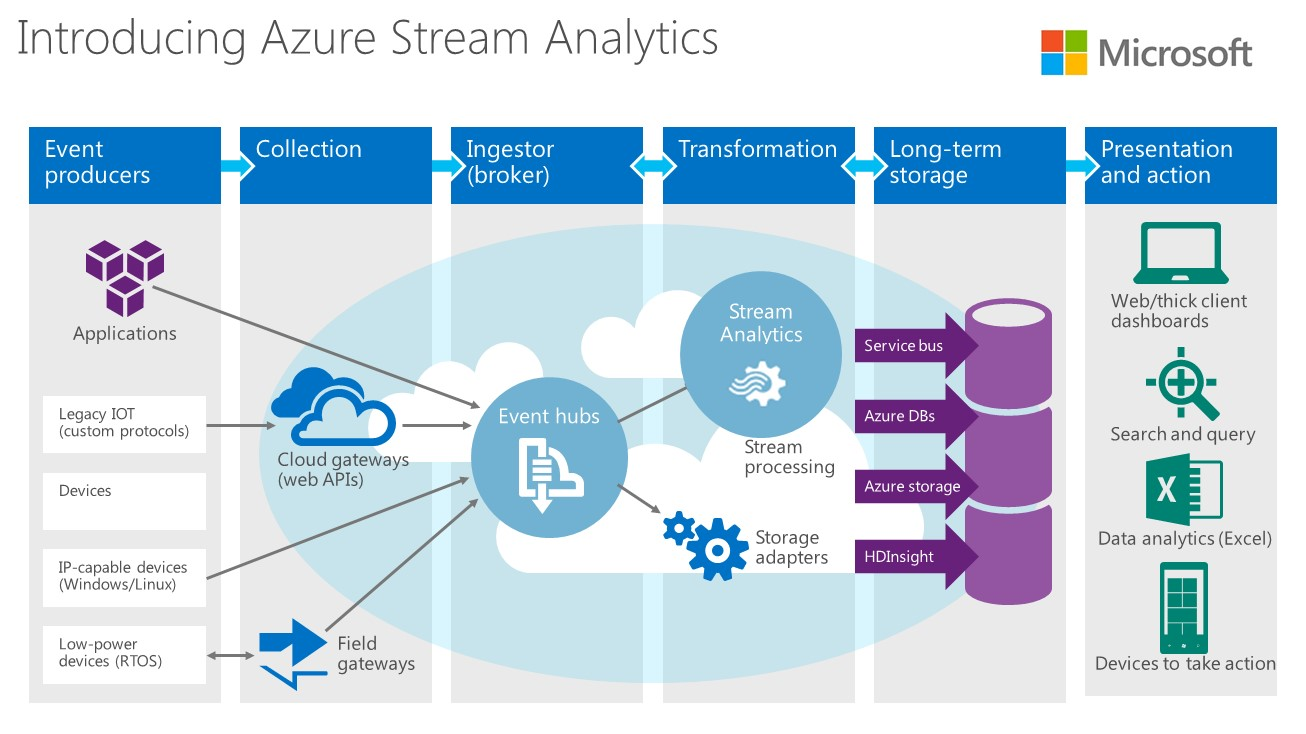 Introducing Azure Stream Analytics
Microsoft
Event
producers
Collection
Ingestor
(broker)
Transformation
Long-term
storage
Presentation
and action
Applications
Legacy IOT
(custom protocols)
Devices
IP-capable devices
(Windows/Linux)
Low-power
devices (RTOS)
Cloud gateways
(web APIs)
Field
gateways
Event hubs
Stream
Analytics
Stream
processing
Storage
adapters
Service bus
Azure DBs
Azure storage
HDInsight
Web/thick client
dashboards
Search and query
X
Data analytics (Excel)
Devices to take action